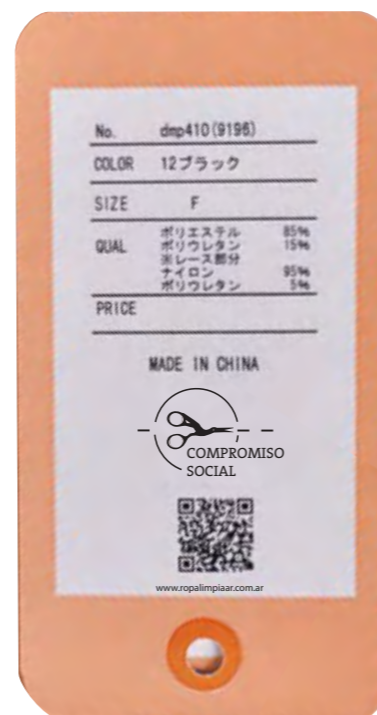 No. dmp410(9196)
COLOR 12ブラック
SIZE F
QUAL ポリエステル 85%
ポリウレタン 15%
※レース部分
ナイロン 95%
ポリウレタン 5%
PRICE
MADE IN CHINA
COMPROMISO
SOCIAL
www.ropalimpiaar.com.ar